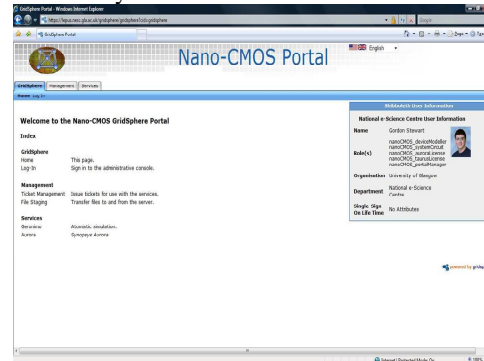 GridSphere Portal - Windows Internet Explorer
https://lepus.nesc.gla.ac.uk/gridsphere/gridsphere?cid=gridsphere
Google
GridSphere Portal
Nano-CMOS Portal
English
GridSphere Management Services
Home Log In
Welcome to the Nano-CMOS GridSphere Portal
Index
GridSphere
Home This page.
Log-In Sign in to the administrative console.
Management
Ticket Management Issue tickets for use with the services.
File Staging Transfer files to and from the server.
Services
Geronimo Atomistic simulation.
Aurora Synopsys Aurora
Shibboleth User Information
National e-Science Centre User Information
Name Gordon Stewart
Role(s)
nanoCMOS_deviceModeller
nanoCMOS_systemCircuit
nanoCMOS_auroraLicense
nanoCMOS_taurusLicense
nanoCMOS_portalManager
Organisation University of Glasgow
Department National e-Science
Centre
Single Sign
On Life Time No Attributes
powered by
Internet | Protected Mode: On
100%